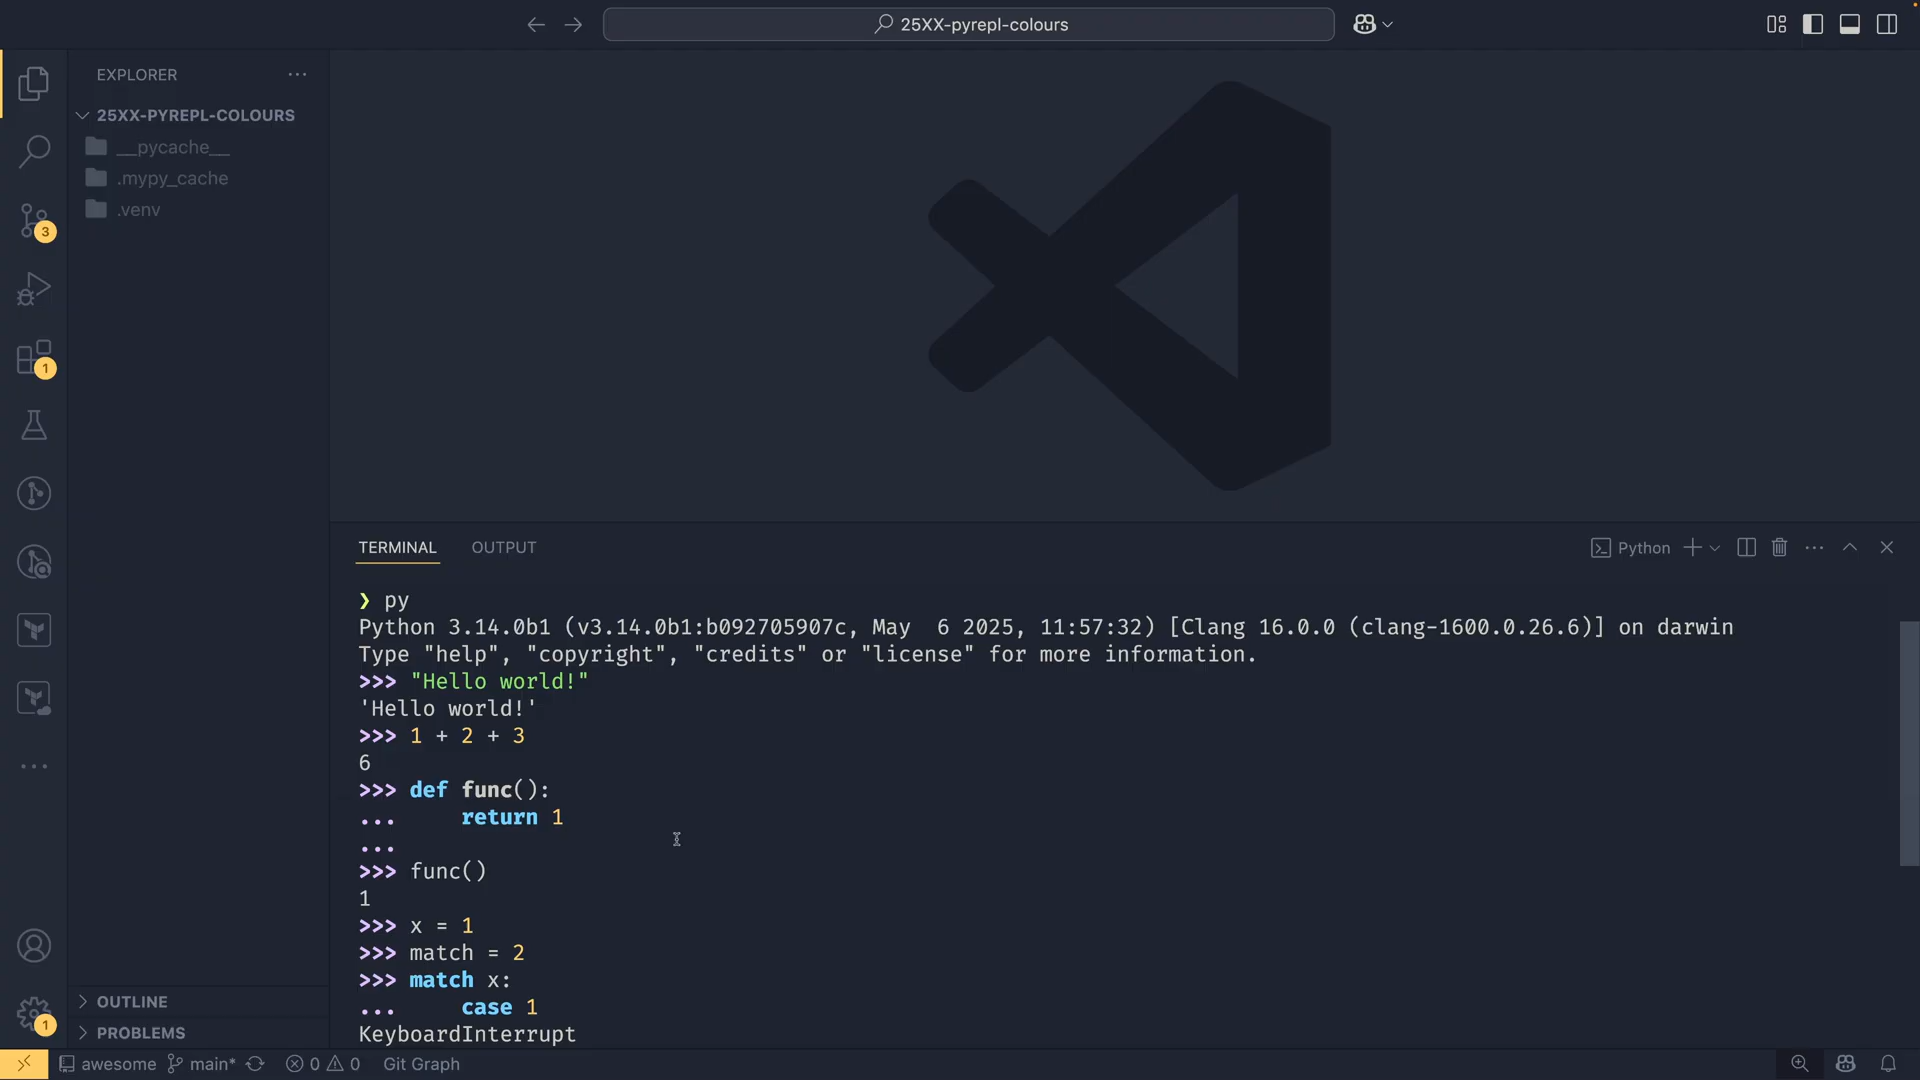 25XX-pyrepl-colours
EXPLORER
25XX-PYREPL-COLOURS
__pycache__
.mypy_cache
.venv
3
1
TERMINAL
OUTPUT
Python
❯ py
Python 3.14.0b1 (v3.14.0b1:b092705907c, May  6 2025, 11:57:32) [Clang 16.0.0 (clang-1600.0.26.6)] on darwin
Type "help", "copyright", "credits" or "license" for more information.
>>> "Hello world!"
'Hello world!'
>>> 1 + 2 + 3
6
>>> def func():
...     return 1
...
>>> func()
1
>>> x = 1
>>> match = 2
>>> match x:
...     case 1
KeyboardInterrupt
OUTLINE
PROBLEMS
1
awesome main* 0 0 Git Graph